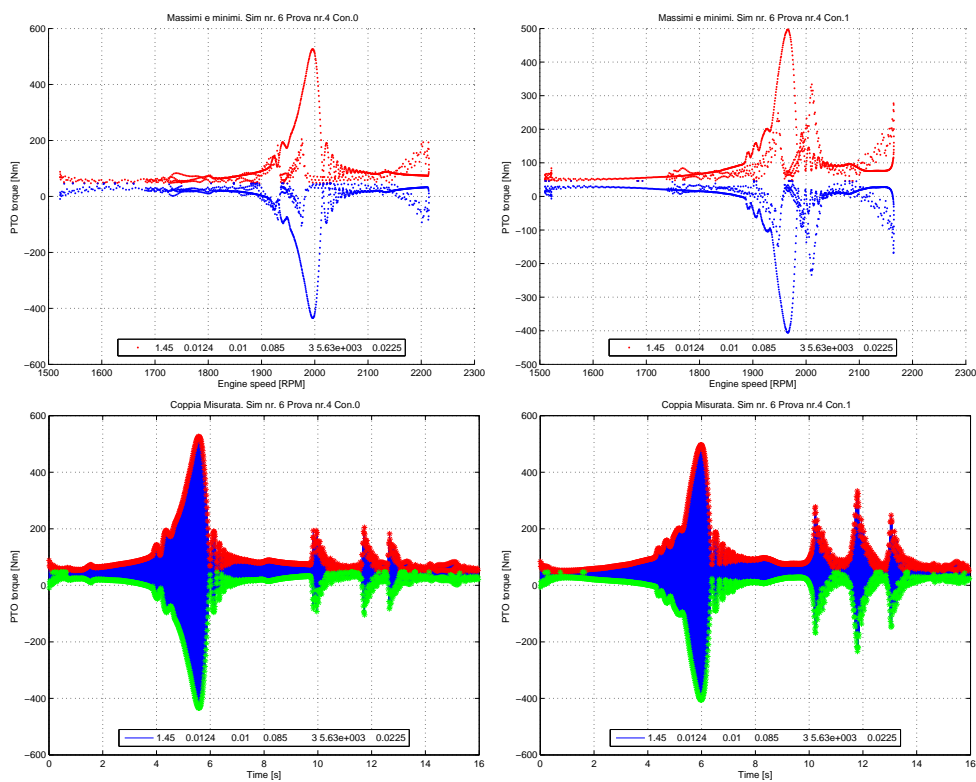 Massimi e minimi. Sim nr. 6 Prova nr.4 Con.0
600
400
200
0
−200
−400
−600
PTO torque [Nm]
1.45 0.0124 0.01 0.085 3 5.63e+003 0.0225
1500 1600 1700 1800 1900 2000 2100 2200 2300
Engine speed [RPM]
Massimi e minimi. Sim nr. 6 Prova nr.4 Con.1
500
400
300
200
100
0
−100
−200
−300
−400
−500
PTO torque [Nm]
1.45 0.0124 0.01 0.085 3 5.63e+003 0.0225
1500 1600 1700 1800 1900 2000 2100 2200 2300
Engine speed [RPM]
Coppia Misurata. Sim nr. 6 Prova nr.4 Con.0
600
400
200
0
−200
−400
−600
PTO torque [Nm]
1.45 0.0124 0.01 0.085 3 5.63e+003 0.0225
0 2 4 6 8 10 12 14 16
Time [s]
Coppia Misurata. Sim nr. 6 Prova nr.4 Con.1
600
400
200
0
−200
−400
−600
PTO torque [Nm]
1.45 0.0124 0.01 0.085 3 5.63e+003 0.0225
0 2 4 6 8 10 12 14 16
Time [s]